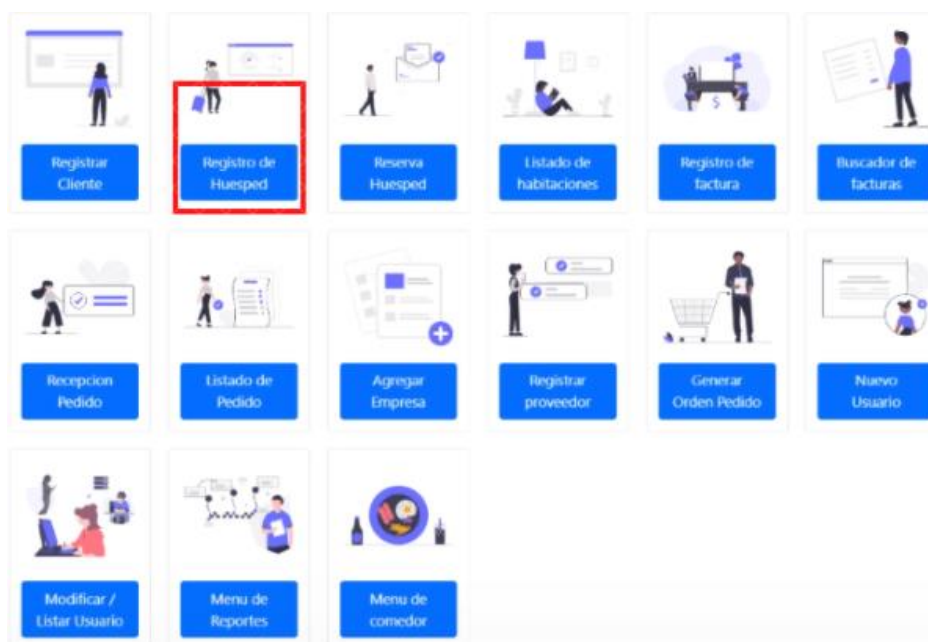 Registrar
Cliente
Registro de
Huesped
Reserva
Huesped
Listado de
habitaciones
Registro de
factura
Buscador de
facturas
Recepcion
Pedido
Listado de
Pedido
Agregar
Empresa
Registrar
proveedor
Generar
Orden Pedido
Nuevo
Usuario
Modificar /
Listar Usuario
Menu de
Reportes
Menu de
comedor